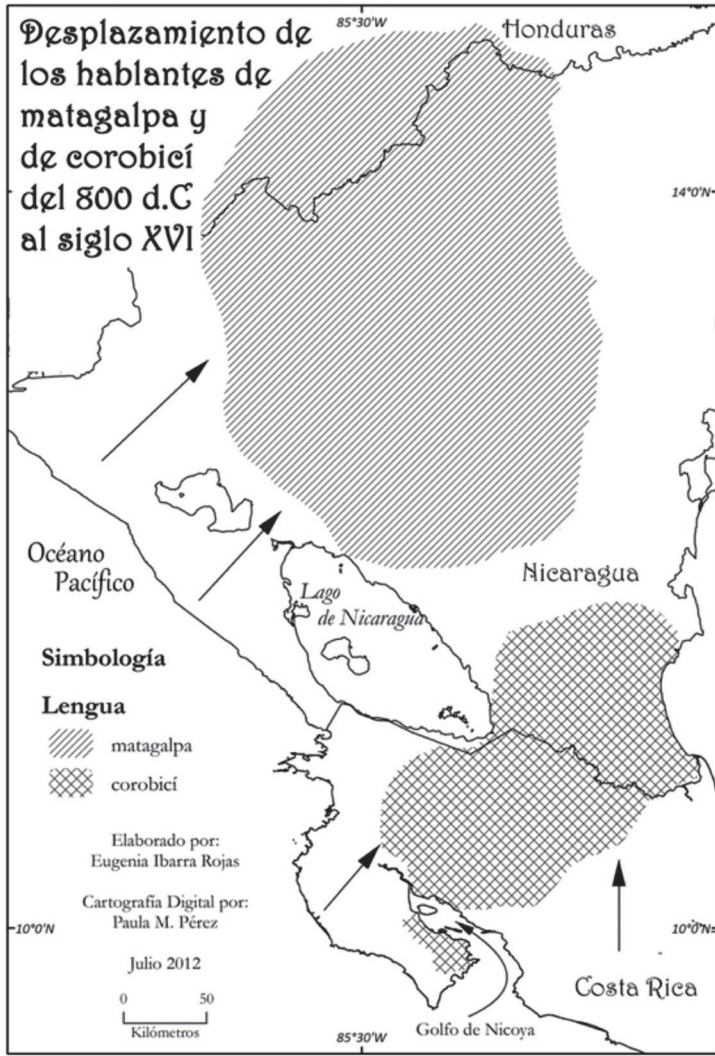 Desplazamiento de
los hablantes de
matagalpa y
de corobicí
del 800 d.C
al siglo XVI
85°30'W
Honduras
14°0'N
Océano
Pacífico
Lago
de Nicaragua
Nicaragua
Simbología
Lengua
matagalpa
corobicí
Elaborado por:
Eugenia Ibarra Rojas
Cartografía Digital por:
Paula M. Pérez
Julio 2012
0 50
Kilómetros
10°0'N
10°0'N
Costa Rica
Golfo de Nicoya
85°30'W